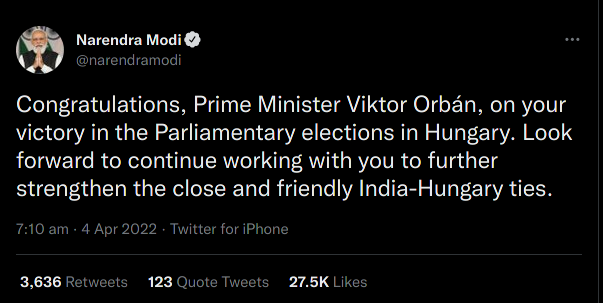 Narendra Modi
@narendramodi
Congratulations, Prime Minister Viktor Orbán, on your
victory in the Parliamentary elections in Hungary. Look
forward to continue working with you to further
strengthen the close and friendly India-Hungary ties.
7:10 am · 4 Apr 2022 · Twitter for iPhone
3,636 Retweets 123 Quote Tweets 27.5K Likes